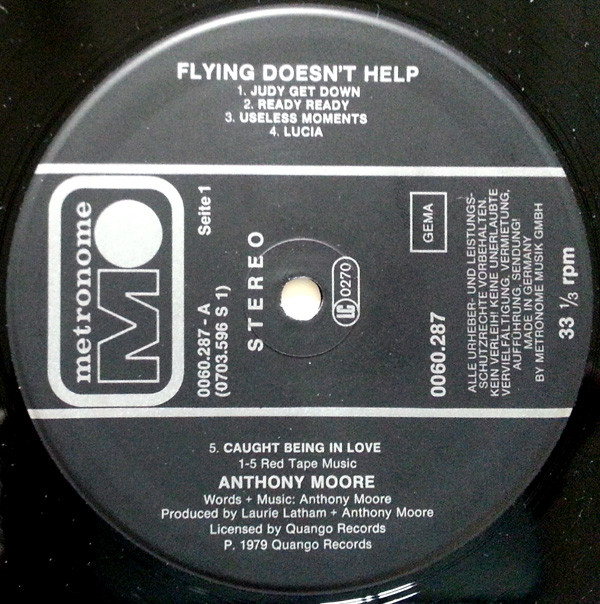 FLYING DOESN'T HELP
1. JUDY GET DOWN
2. READY READY
3. USELESS MOMENTS
4. LUCIA
metronome
M
Seite 1
0060.287 - A
(0703.596 S 1)
STEREO
LC 0270
GEMA
0060.287
ALLE URHEBER- UND LEISTUNGS-
SCHUTZRECHTE VORBEHALTEN.
KEIN VERLEIH! KEINE UNERLAUBTE
VERVIELFÄLTIGUNG, VERMIETUNG,
AUFFÜHRUNG, SENDUNG!
MADE IN GERMANY
BY METRONOME MUSIK GMBH
33 1/3 rpm
5. CAUGHT BEING IN LOVE
1-5 Red Tape Music
ANTHONY MOORE
Words + Music: Anthony Moore
Produced by Laurie Latham + Anthony Moore
Licensed by Quango Records
P. 1979 Quango Records